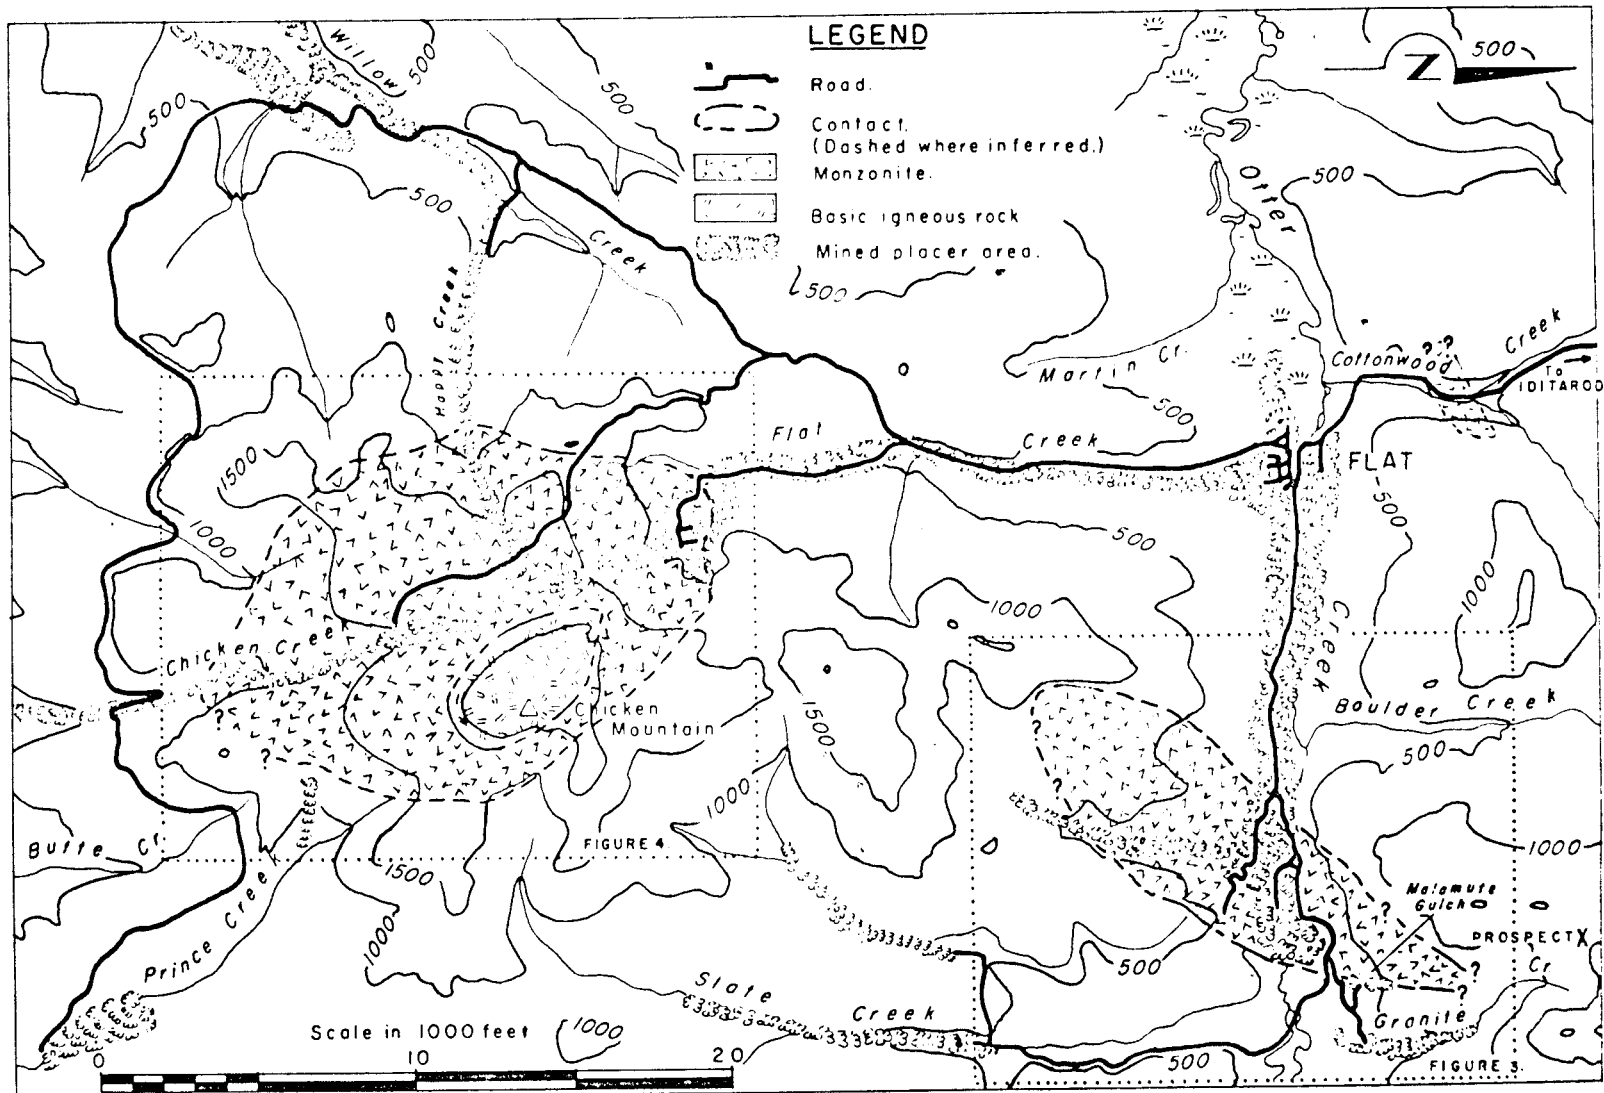 LEGEND
Road.
Contact.
(Dashed where inferred.)
Monzonite.
Basic igneous rock
Mined placer area.
Z
500
Willow
500
500
500
500
Creek
Happy Creek
500
Otter
500
Martin Cr.
Cottonwood
Creek
? ?
To
IDITAROD
500
Flat
Creek
FLAT
1500
1000
500
500
1000
1000
Creek
Chicken Creek
Chicken
Mountain
1500
Boulder Creek
500
?
?
?
?
1000
1000
Butte Cr.
FIGURE 4.
1500
Malamute
Gulch
?
PROSPECT X
Prince Creek
1000
500
?
?
Cr
Slate
Creek
Granite
Scale in 1000 feet
1000
500
FIGURE 3.
0
10
20